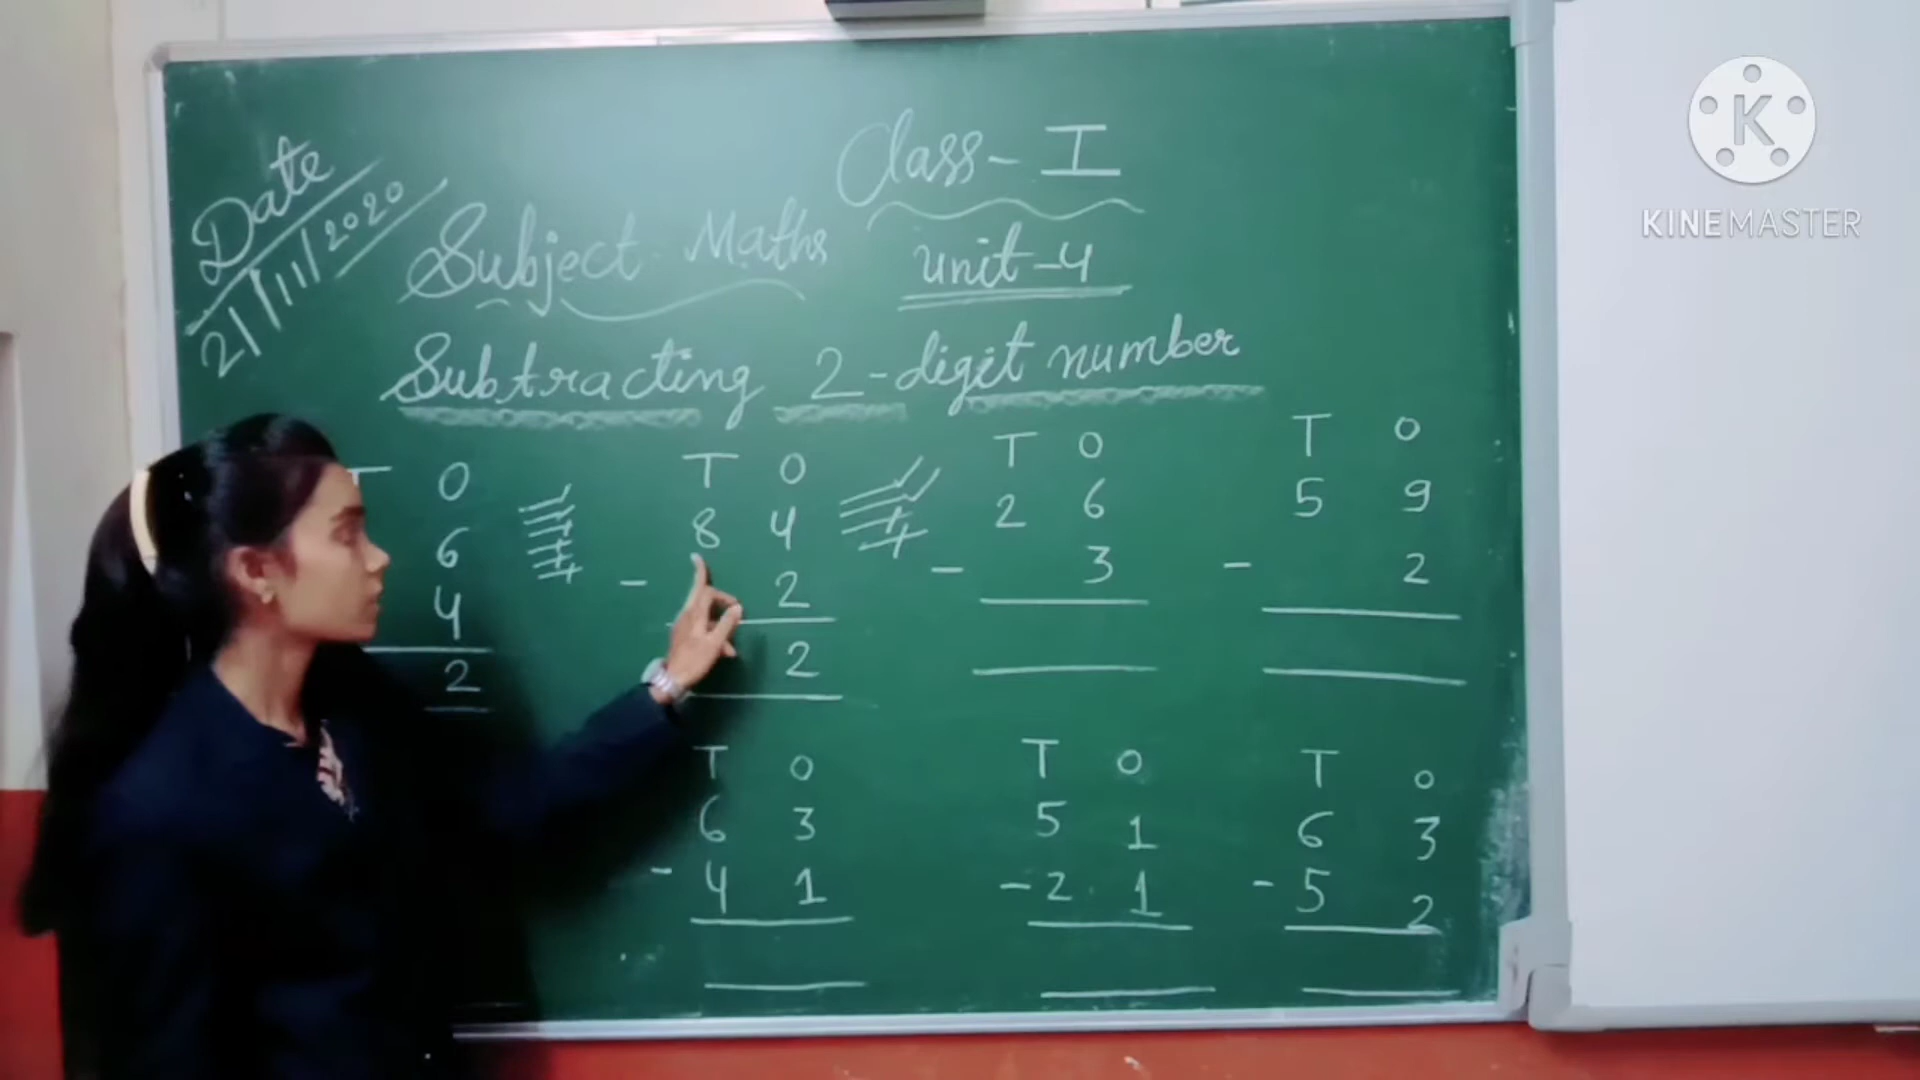 Date
21/11/2020
Class - I
Subject Maths
unit - 4
Subtracting 2-digit number
T O
6
4
2
T O
8 4
- 2
2
T O
2 6
- 3
T O
5 9
- 2
T O
6 3
- 4 1
T O
5 1
- 2 1
T O
6 3
- 5 2
K
KINEMASTER